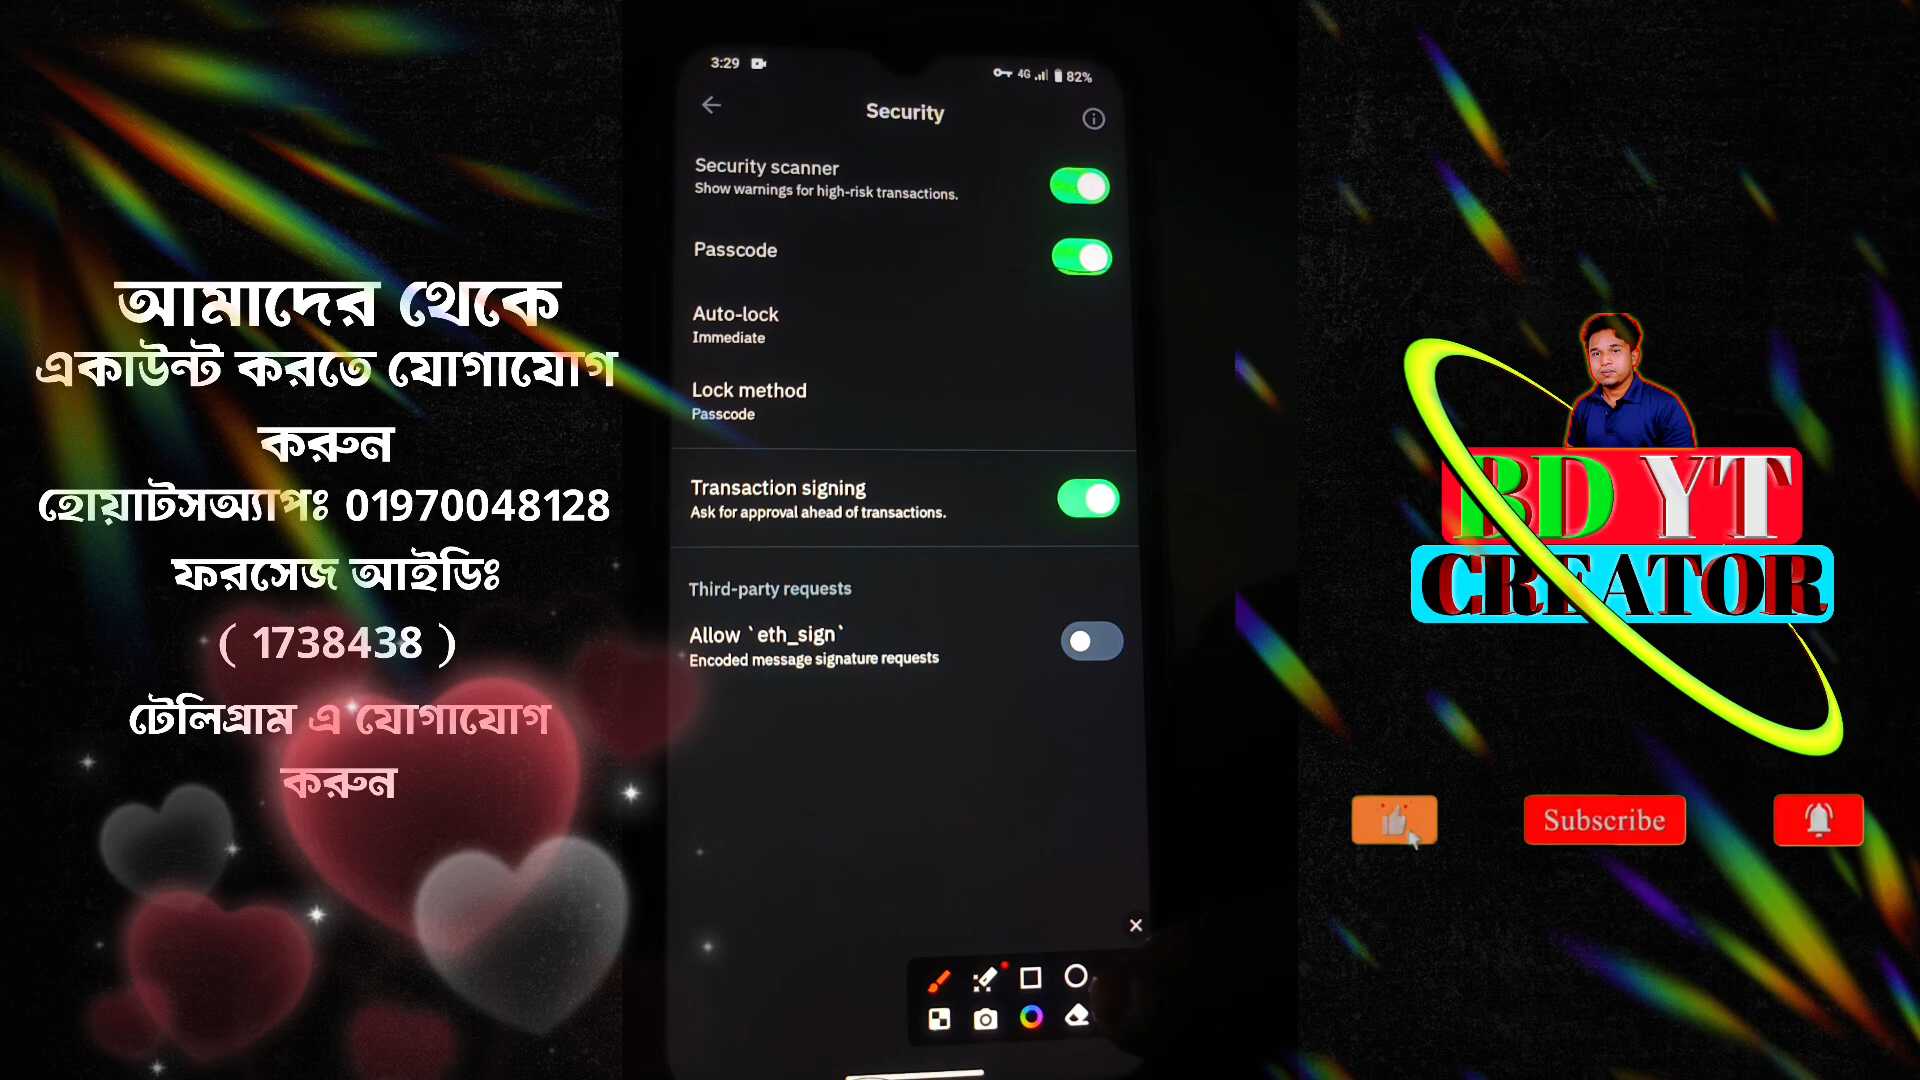 আমাদের থেকে
একাউন্ট করতে যোগাযোগ
করুন
হোয়াটসঅ্যাপঃ 01970048128
ফরসেজ আইডিঃ
( 1738438 )
টেলিগ্রাম এ যোগাযোগ
করুন
3:29 4G 82%
Security
Security scanner
Show warnings for high-risk transactions.
Passcode
Auto-lock
Immediate
Lock method
Passcode
Transaction signing
Ask for approval ahead of transactions.
Third-party requests
Allow `eth_sign`
Encoded message signature requests
BD YT
CREATOR
Subscribe